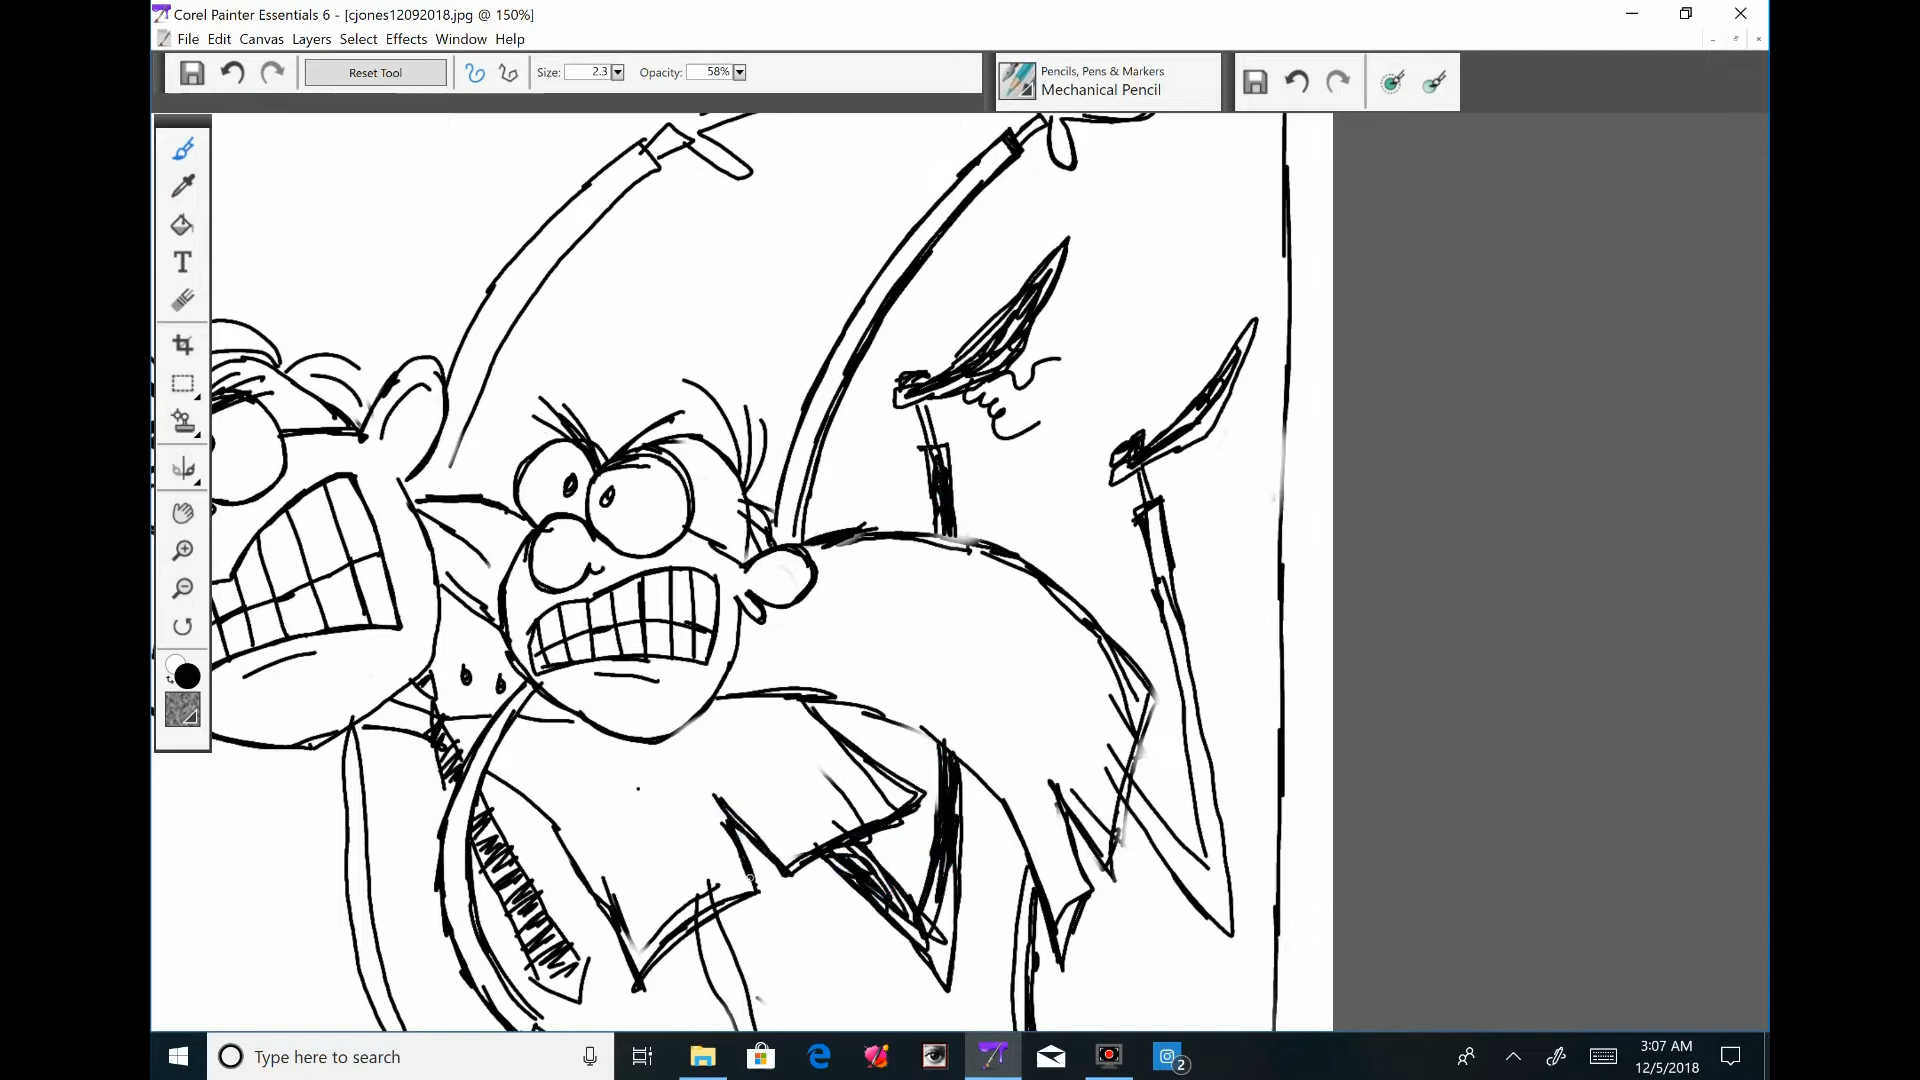 Corel Painter Essentials 6 - [cjones12092018.jpg @ 150%]
File Edit Canvas Layers Select Effects Window Help
Reset Tool Size: 2.3 Opacity: 58%
Pencils, Pens & Markers
Mechanical Pencil
T
Type here to search
2
3:07 AM
12/5/2018